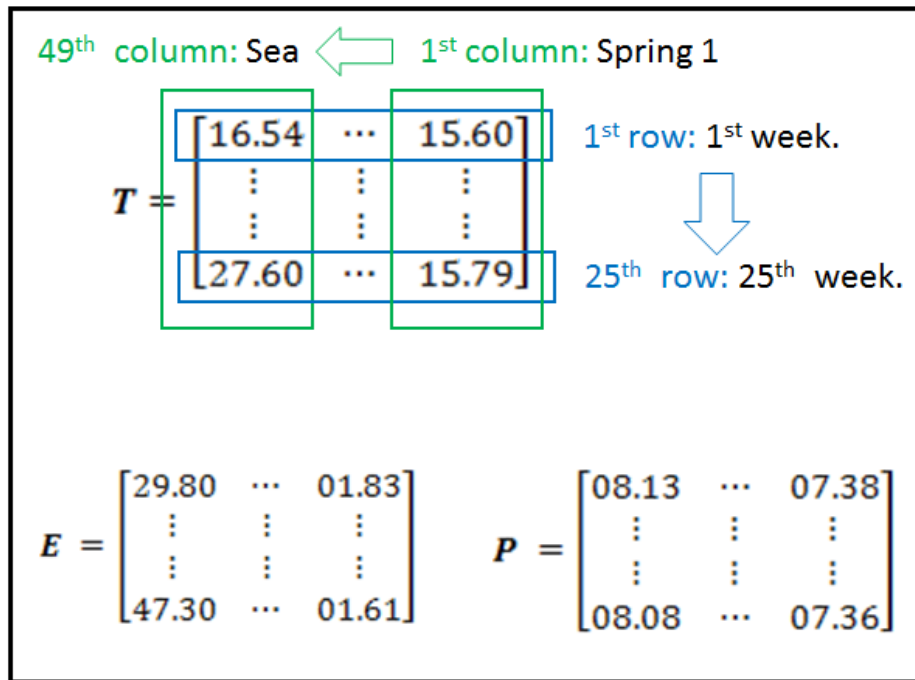 49th column: Sea 1st column: Spring 1
16.54 ⋯ 15.60 1st row: 1st week.
⋮ ⋮ ⋮
T =
⋮ ⋮ ⋮
27.60 ⋯ 15.79 25th row: 25th week.
29.80 ⋯ 01.83 08.13 ⋯ 07.38
⋮ ⋮ ⋮ ⋮ ⋮ ⋮
E = P =
⋮ ⋮ ⋮ ⋮ ⋮ ⋮
47.30 ⋯ 01.61 08.08 ⋯ 07.36